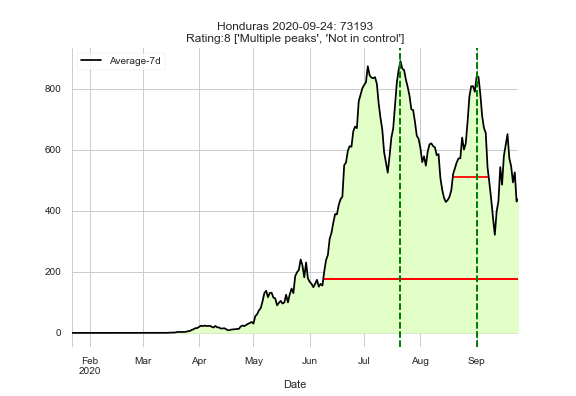 Honduras 2020-09-24: 73193
Rating:8 ['Multiple peaks', 'Not in control']
Average-7d
800
600
400
200
0
Feb Mar Apr May Jun Jul Aug Sep
2020
Date